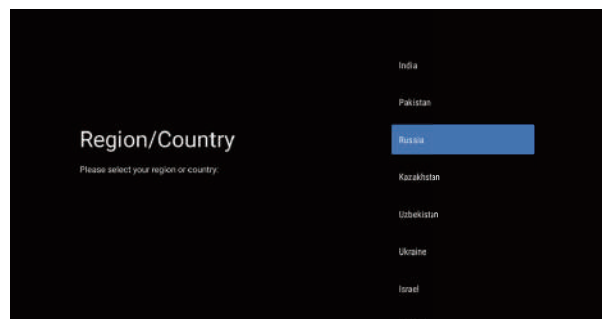 Region/Country
Please select your region or country:
India
Pakistan
Russia
Kazakhstan
Uzbekistan
Ukraine
Israel